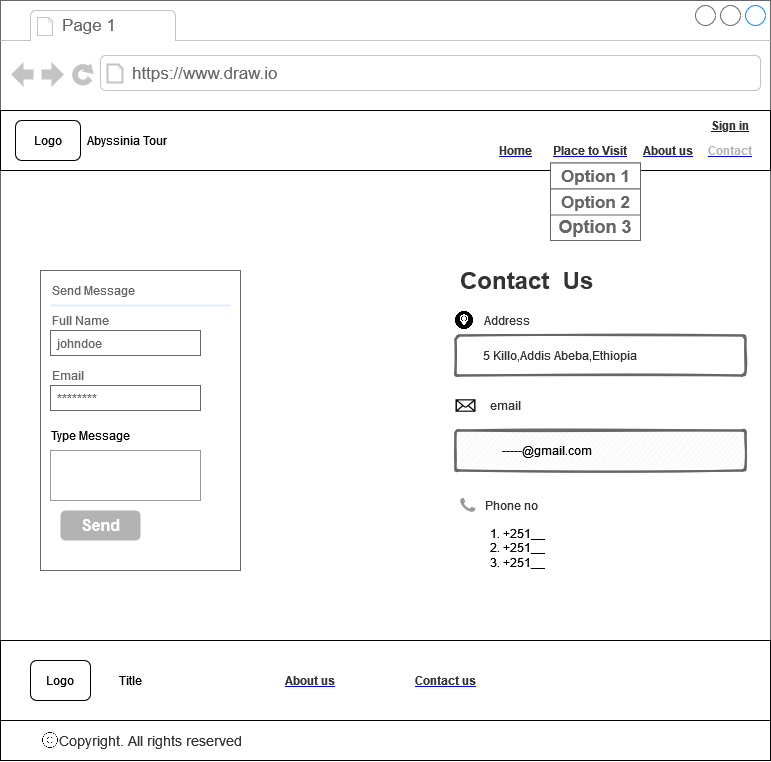 Page 1
https://www.draw.io
Sign in
Logo
Abyssinia Tour
Home
Place to Visit
About us
Contact
Option 1
Option 2
Option 3
Send Message
Full Name
johndoe
Email
********
Type Message
Send
Contact Us
Address
5 Killo,Addis Abeba,Ethiopia
email
-----@gmail.com
Phone no
1. +251__
2. +251__
3. +251__
Logo
Title
About us
Contact us
©Copyright. All rights reserved